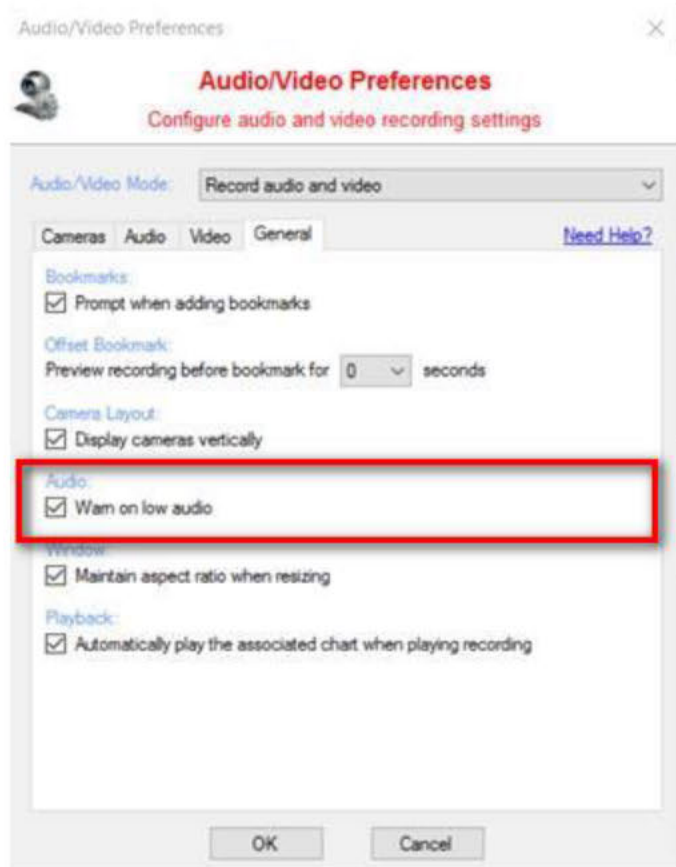 Audio/Video Preferences
Audio/Video Preferences
Configure audio and video recording settings
Audio/Video Mode: Record audio and video
Cameras Audio Video General Need Help?
Bookmarks:
Prompt when adding bookmarks
Offset Bookmark:
Preview recording before bookmark for 0 seconds
Camera Layout:
Display cameras vertically
Audio:
Warn on low audio
Window:
Maintain aspect ratio when resizing
Playback:
Automatically play the associated chart when playing recording
OK Cancel